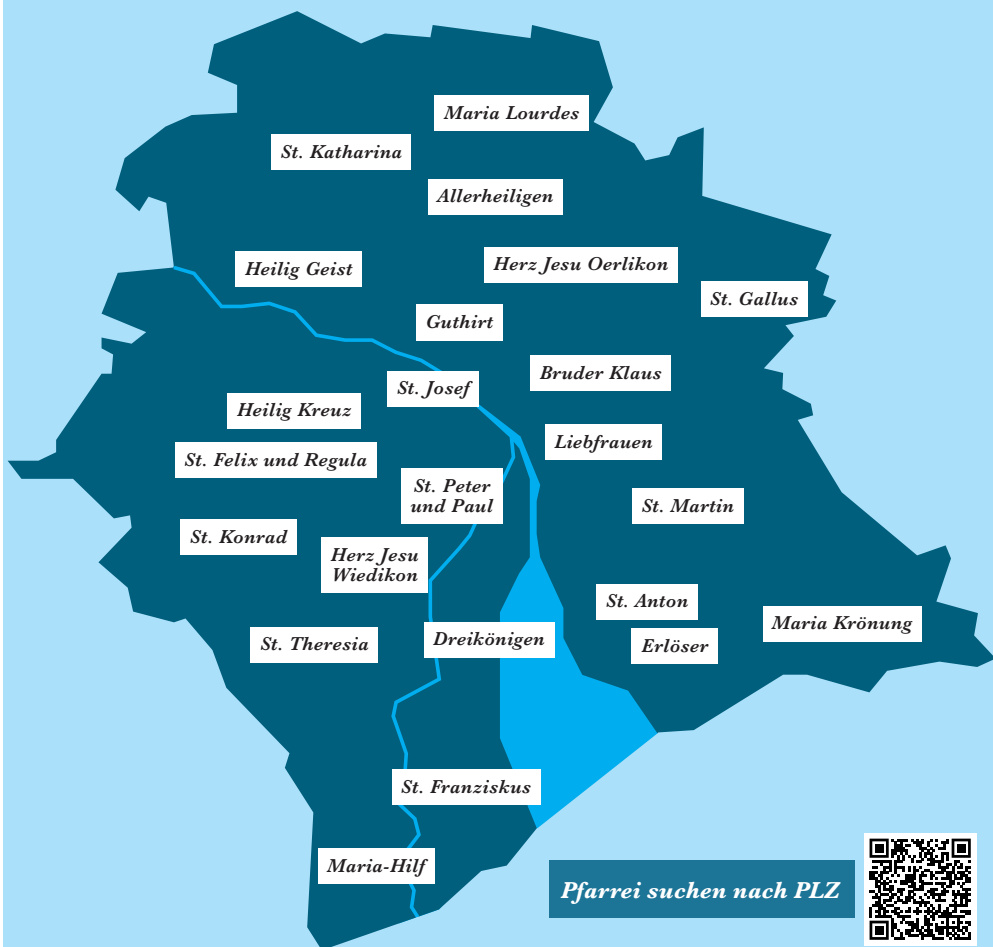 Maria Lourdes
St. Katharina
Allerheiligen
Herz Jesu Oerlikon
Heilig Geist
St. Gallus
Guthirt
Bruder Klaus
St. Josef
Heilig Kreuz
Liebfrauen
St. Felix und Regula
St. Peter
und Paul
St. Martin
St. Konrad
Herz Jesu
Wiedikon
St. Anton
Maria Krönung
Dreikönigen
St. Theresia
Erlöser
St. Franziskus
Maria-Hilf
Pfarrei suchen nach PLZ